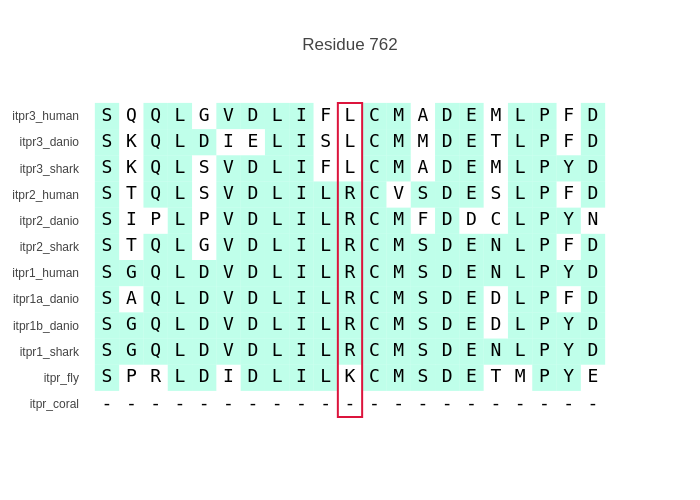 Residue 762
itpr3_human S Q Q L G V D L I F L C M A D E M L P F D
itpr3_danio S K Q L D I E L I S L C M M D E T L P F D
itpr3_shark S K Q L S V D L I F L C M A D E M L P Y D
itpr2_human S T Q L S V D L I L R C V S D E S L P F D
itpr2_danio S I P L P V D L I L R C M F D D C L P Y N
itpr2_shark S T Q L G V D L I L R C M S D E N L P F D
itpr1_human S G Q L D V D L I L R C M S D E N L P Y D
itpr1a_danio S A Q L D V D L I L R C M S D E D L P F D
itpr1b_danio S G Q L D V D L I L R C M S D E D L P Y D
itpr1_shark S G Q L D V D L I L R C M S D E N L P Y D
itpr_fly S P R L D I D L I L K C M S D E T M P Y E
itpr_coral - - - - - - - - - - - - - - - - - - - - -